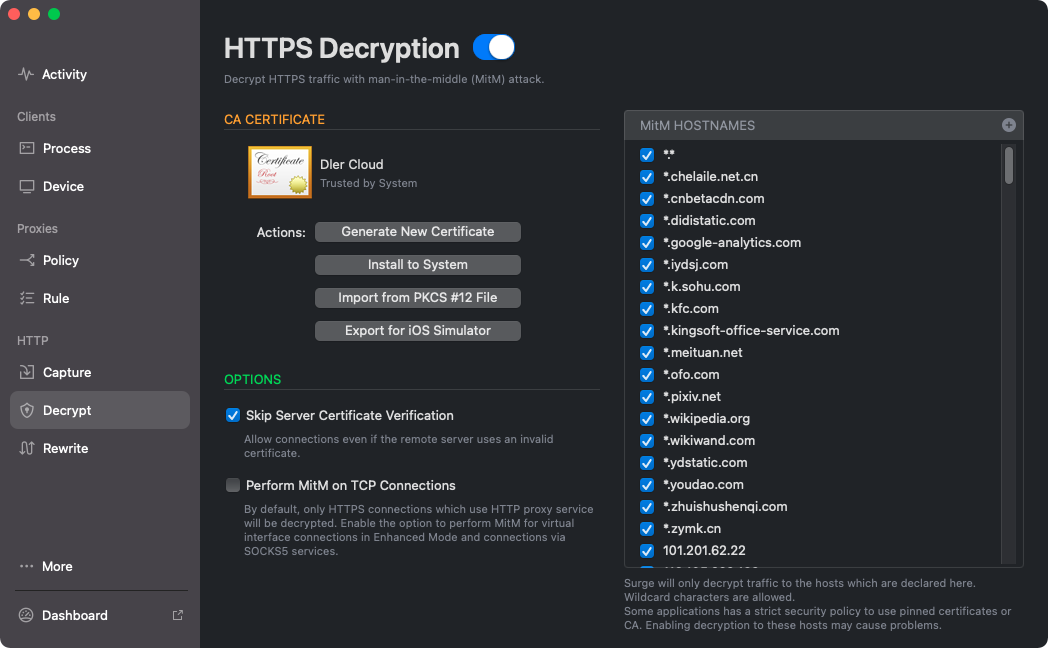 Activity
Clients
Process
Device
Proxies
Policy
Rule
HTTP
Capture
Decrypt
Rewrite
More
Dashboard
HTTPS Decryption
Decrypt HTTPS traffic with man-in-the-middle (MitM) attack.
CA CERTIFICATE
Certificate
Root
Dler Cloud
Trusted by System
Actions:
Generate New Certificate
Install to System
Import from PKCS #12 File
Export for iOS Simulator
OPTIONS
Skip Server Certificate Verification
Allow connections even if the remote server uses an invalid
certificate.
Perform MitM on TCP Connections
By default, only HTTPS connections which use HTTP proxy service
will be decrypted. Enable the option to perform MitM for virtual
interface connections in Enhanced Mode and connections via
SOCKS5 services.
MitM HOSTNAMES
*.*
*.chelaile.net.cn
*.cnbetacdn.com
*.didistatic.com
*.google-analytics.com
*.iydsj.com
*.k.sohu.com
*.kfc.com
*.kingsoft-office-service.com
*.meituan.net
*.ofo.com
*.pixiv.net
*.wikipedia.org
*.wikiwand.com
*.ydstatic.com
*.youdao.com
*.zhuishushenqi.com
*.zymk.cn
101.201.62.22
Surge will only decrypt traffic to the hosts which are declared here.
Wildcard characters are allowed.
Some applications has a strict security policy to use pinned certificates or
CA. Enabling decryption to these hosts may cause problems.